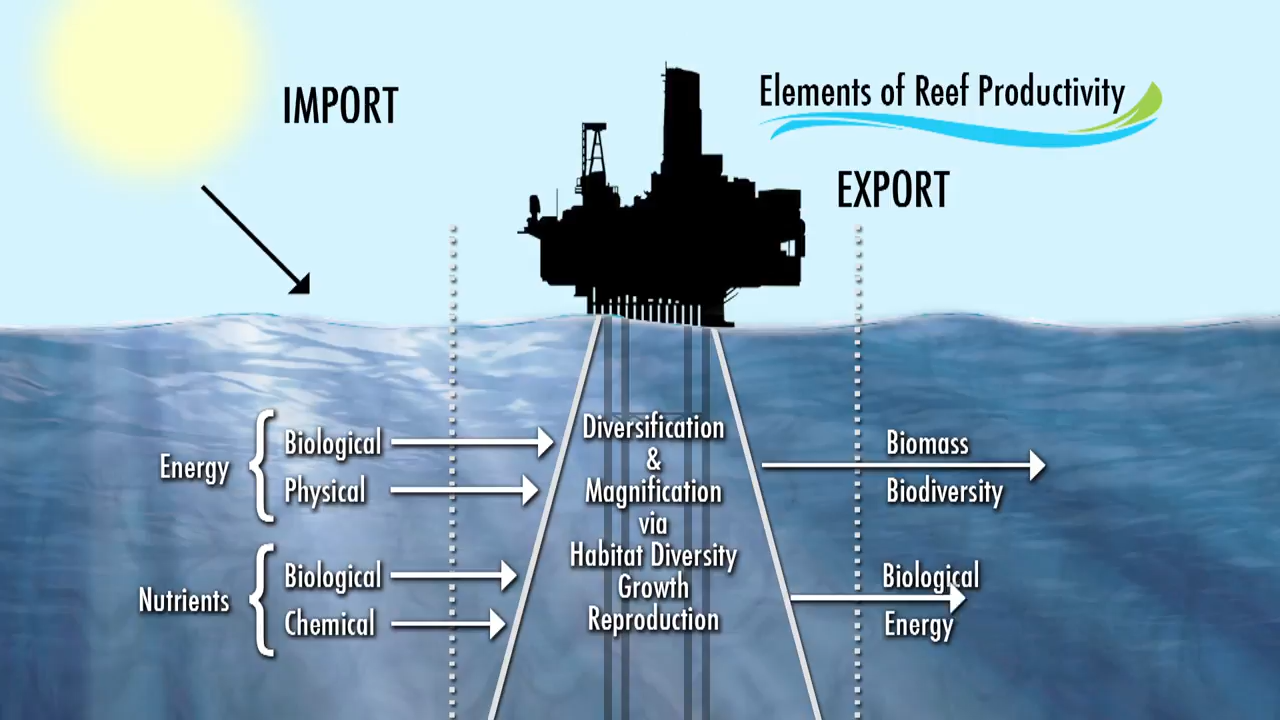 IMPORT
Elements of Reef Productivity
EXPORT
Energy
Biological
Physical
Nutrients
Biological
Chemical
Diversification
&
Magnification
via
Habitat Diversity
Growth
Reproduction
Biomass
Biodiversity
Biological
Energy